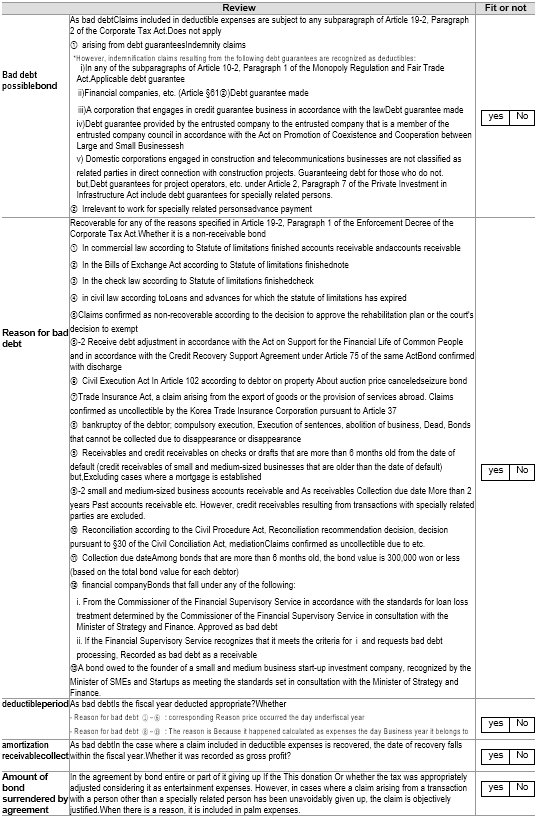 Review
Fit or not
Bad debt
possiblebond
As bad debtClaims included in deductible expenses are subject to any subparagraph of Article 19-2, Paragraph
2 of the Corporate Tax Act.Does not apply
① arising from debt guaranteesIndemnity claims
*However, indemnification claims resulting from the following debt guarantees are recognized as deductibles:
i)In any of the subparagraphs of Article 10-2, Paragraph 1 of the Monopoly Regulation and Fair Trade
Act.Applicable debt guarantee
ii)Financial companies, etc. (Article §61②)Debt guarantee made
iii)A corporation that engages in credit guarantee business in accordance with the lawDebt guarantee made
iv)Debt guarantee provided by the entrusted company to the entrusted company that is a member of the
entrusted company council in accordance with the Act on Promotion of Coexistence and Cooperation between
Large and Small Businessesh
v) Domestic corporations engaged in construction and telecommunications businesses are not classified as
related parties in direct connection with construction projects. Guaranteeing debt for those who do not.
but,Debt guarantees for project operators, etc. under Article 2, Paragraph 7 of the Private Investment in
Infrastructure Act include debt guarantees for specially related persons.
② Irrelevant to work for specially related personsadvance payment
yes No
Reason for bad
debt
Recoverable for any of the reasons specified in Article 19-2, Paragraph 1 of the Enforcement Decree of the
Corporate Tax Act.Whether it is a non-receivable bond
① In commercial law according to Statute of limitations finished accounts receivable andaccounts receivable
② In the Bills of Exchange Act according to Statute of limitations finishednote
③ In the check law according to Statute of limitations finishedcheck
④ in civil law according toLoans and advances for which the statute of limitations has expired
⑤Claims confirmed as non-recoverable according to the decision to approve the rehabilitation plan or the court's
decision to exempt
⑤-2 Receive debt adjustment in accordance with the Act on Support for the Financial Life of Common People
and in accordance with the Credit Recovery Support Agreement under Article 75 of the same ActBond confirmed
with discharge
⑥ Civil Execution Act In Article 102 according to debtor on property About auction price canceledseizure bond
⑦Trade Insurance Act, a claim arising from the export of goods or the provision of services abroad. Claims
confirmed as uncollectible by the Korea Trade Insurance Corporation pursuant to Article 37
⑧ bankruptcy of the debtor; compulsory execution, Execution of sentences, abolition of business, Dead, Bonds
that cannot be collected due to disappearance or disappearance
⑨ Receivables and credit receivables on checks or drafts that are more than 6 months old from the date of
default (credit receivables of small and medium-sized businesses that are older than the date of default)
but,Excluding cases where a mortgage is established
⑨-2 small and medium-sized business accounts receivable and As receivables Collection due date More than 2
years Past accounts receivable etc. However, credit receivables resulting from transactions with specially related
persons are excluded.
⑩ Reconciliation according to the Civil Procedure Act, Reconciliation recommendation decision, decision
pursuant to §30 of the Civil Conciliation Act, mediationClaims confirmed as uncollectible due to etc.
⑪ Collection due dateAmong bonds that are more than 6 months old, the bond value is 300,000 won or less
(based on the total bond value for each debtor)
⑫ financial companyBonds that fall under any of the following:
i. From the Commissioner of the Financial Supervisory Service in accordance with the standards for loan loss
treatment determined by the Commissioner of the Financial Supervisory Service in consultation with the
Minister of Strategy and Finance. Approved as bad debt
ii. If the Financial Supervisory Service recognizes that it meets the criteria for i and requests bad debt
processing, Recorded as bad debt as a receivable
⑬A bond owed to the founder of a small and medium business start-up investment company, recognized by the
Minister of SMEs and Startups as meeting the standards set in consultation with the Minister of Strategy and
Finance.
yes No
deductibleperiod
As bad debtIs the fiscal year deducted appropriate?Whether
- Reason for bad debt ①~⑥ : corresponding Reason price occurred the day underfiscal year
- Reason for bad debt ⑧~⑬ : The reason is Because it happened calculated as expenses the day Business year it belongs to
yes No
amortization
receivablecollect
As bad debtIn the case where a claim included in deductible expenses is recovered, the date of recovery falls
within the fiscal year.Whether it was recorded as gross profit?
yes No
Amount of
bond
surrendered by
agreement
In the agreement by bond entire or part of it giving up If the This donation Or whether the tax was appropriately
adjusted considering it as entertainment expenses. However, in cases where a claim arising from a transaction
with a person other than a specially related person has been unavoidably given up, the claim is objectively
justified.When there is a reason, it is included in palm expenses.
yes No